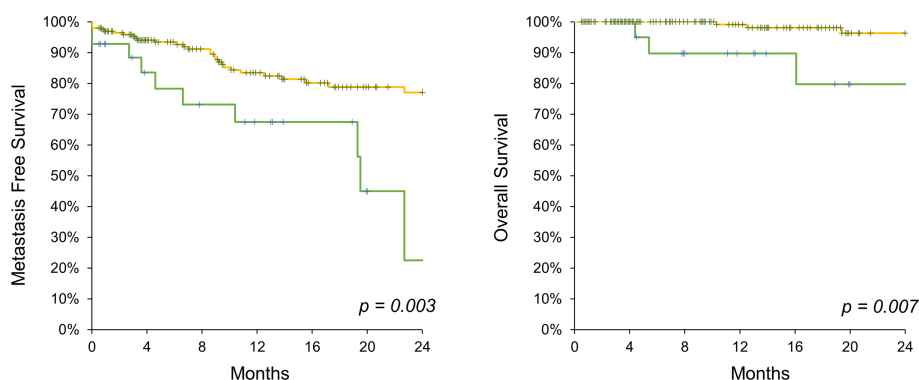 Metastasis Free Survival
100%
90%
80%
70%
60%
50%
40%
30%
20%
10%
0%
p = 0.003
0 4 8 12 16 20 24
Months
Overall Survival
100%
90%
80%
70%
60%
50%
40%
30%
20%
10%
0%
p = 0.007
0 4 8 12 16 20 24
Months